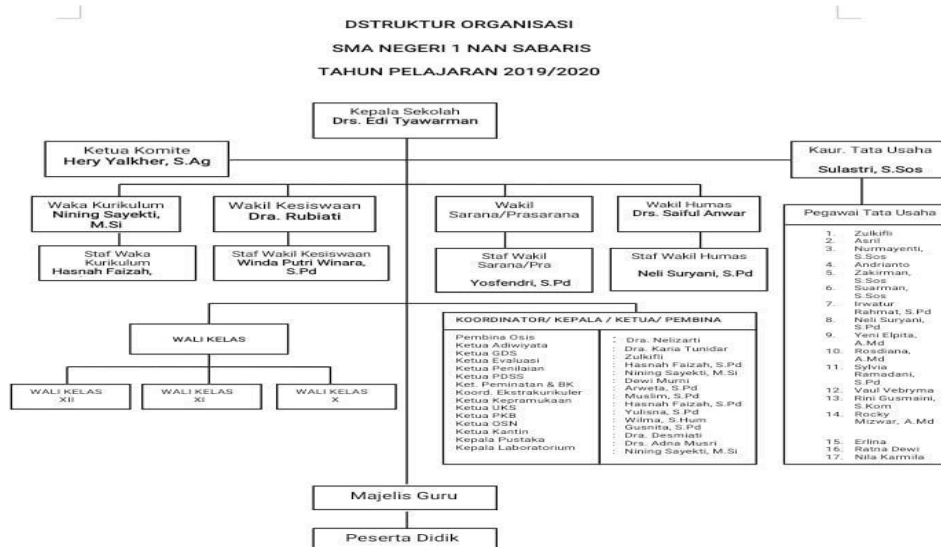 DSTRUKTUR ORGANISASI
SMA NEGERI 1 NAN SABARIS
TAHUN PELAJARAN 2019/2020
Kepala Sekolah
Drs. Edi Tyawarman
Ketua Komite
Hery Yalkher, S.Ag
Kaur. Tata Usaha
Sulastri, S.Sos
Waka Kurikulum
Nining Sayekti,
M.Si
Wakil Kesiswaan
Dra. Rubiati
Wakil
Sarana/Prasarana
Wakil Humas
Drs. Saiful Anwar
Staf Waka
Kurikulum
Hasnah Faizah,
Staf Wakil Kesiswaan
Winda Putri Winara,
S.Pd
Staf Wakil
Sarana/Pra
Yosfendri, S.Pd
Staf Wakil Humas
Neli Suryani, S.Pd
Pegawai Tata Usaha
1. Zulkifli
2. Asril
3. Nurmayenti,
S.Sos
4. Andrianto
5. Zakirman,
S.Sos
6. Suarman,
S.Sos
7. Irwatur
Rahmat, S.Pd
8. Neli Suryani,
S.Pd
9. Yeni Elpita,
A.Md
10. Rosdiana,
A.Md
11. Sylvia
Ramadani,
S.Pd
12. Vaul Vebryma
13. Rini Gusmaini,
S.Kom
14. Rocky
Mizwar, A.Md
15. Erlina
16. Ratna Dewi
17. Nila Karmila
WALI KELAS
WALI KELAS
XII
WALI KELAS
XI
WALI KELAS
X
KOORDINATOR/ KEPALA / KETUA/ PEMBINA
Pembina Osis : Dra. Nelizarti
Ketua Adiwiyata : Dra. Karia Tunidar
Ketua GDS : Zulkifli
Ketua Evaluasi : Hasnah Faizah, S.Pd
Ketua Penilaian : Nining Sayekti, M.Si
Ketua PDSS : Dewi Murni
Ket. Peminatan & BK : Arweta, S.Pd
Koord. Ekstrakurikuler : Muslim, S.Pd
Ketua Kepramukaan : Hasnah Faizah, S.Pd
Ketua UKS : Yulisna, S.Pd
Ketua PKB : Wilma, S.Hum
Ketua OSN : Gusnita, S.Pd
Ketua Kantin : Dra. Desmiati
Kepala Pustaka : Drs. Adna Musri
Kepala Laboratorium : Nining Sayekti, M.Si
Majelis Guru
Peserta Didik